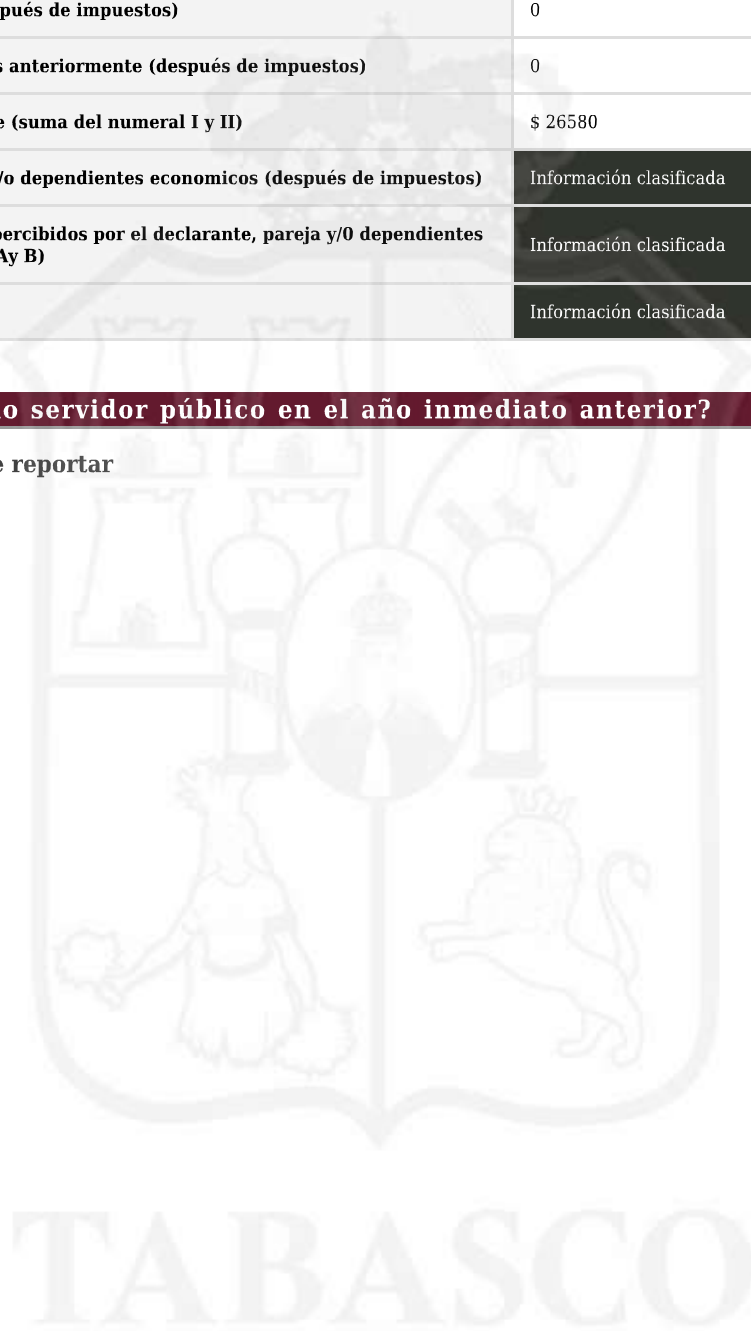 pués de impuestos) 0
s anteriormente (después de impuestos) 0
e (suma del numeral I y II) $ 26580
/o dependientes economicos (después de impuestos) Información clasificada
percibidos por el declarante, pareja y/0 dependientes
Ay B) Información clasificada
Información clasificada
o servidor público en el año inmediato anterior?
e reportar
TABASCO